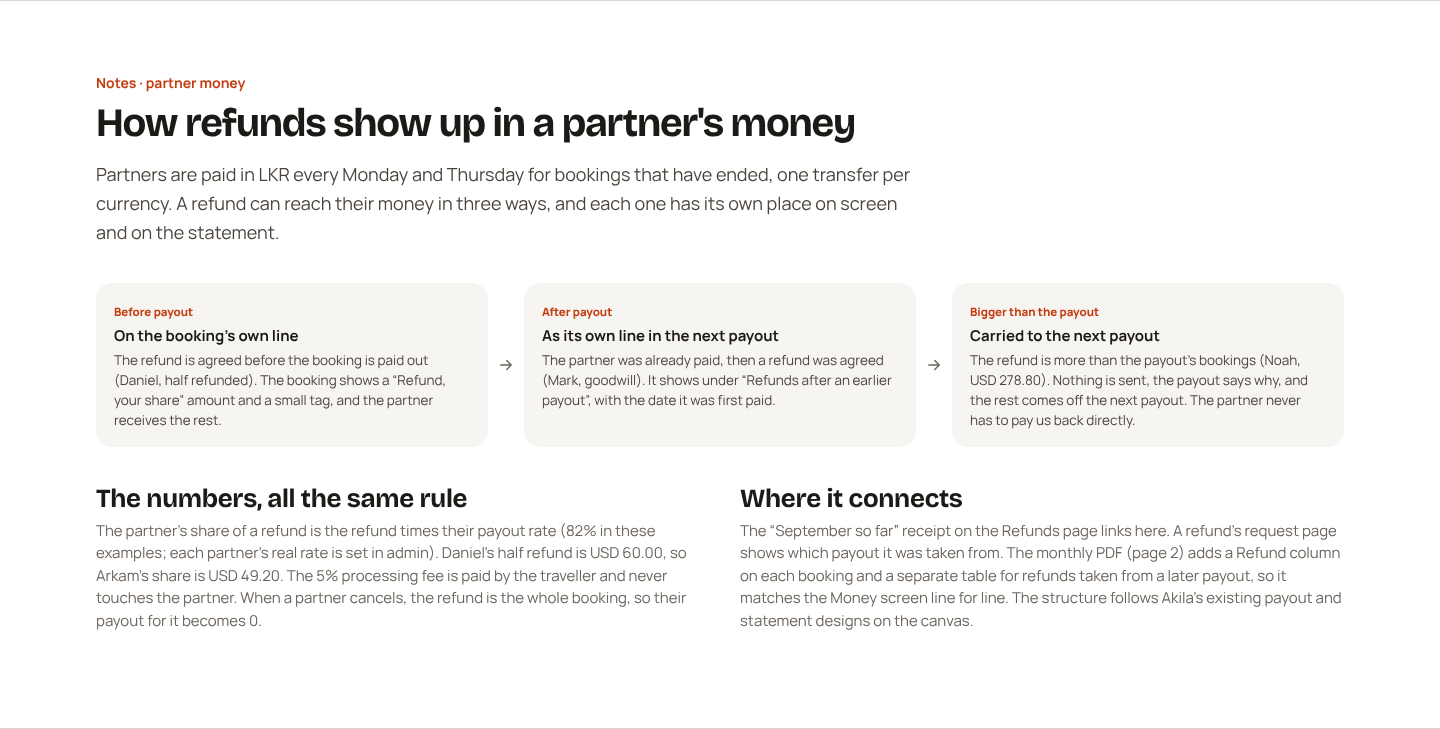 Notes · partner money
How refunds show up in a partner's money
Partners are paid in LKR every Monday and Thursday for bookings that have ended, one transfer per
currency. A refund can reach their money in three ways, and each one has its own place on screen
and on the statement.
Before payout
On the booking’s own line
The refund is agreed before the booking is paid out
(Daniel, half refunded). The booking shows a “Refund,
your share” amount and a small tag, and the partner
receives the rest.
→
After payout
As its own line in the next payout
The partner was already paid, then a refund was agreed
(Mark, goodwill). It shows under “Refunds after an earlier
payout”, with the date it was first paid.
→
Bigger than the payout
Carried to the next payout
The refund is more than the payout’s bookings (Noah,
USD 278.80). Nothing is sent, the payout says why, and
the rest comes off the next payout. The partner never
has to pay us back directly.
The numbers, all the same rule
The partner’s share of a refund is the refund times their payout rate (82% in these
examples; each partner’s real rate is set in admin). Daniel’s half refund is USD 60.00, so
Arkam’s share is USD 49.20. The 5% processing fee is paid by the traveller and never
touches the partner. When a partner cancels, the refund is the whole booking, so their
payout for it becomes 0.
Where it connects
The “September so far” receipt on the Refunds page links here. A refund’s request page
shows which payout it was taken from. The monthly PDF (page 2) adds a Refund column
on each booking and a separate table for refunds taken from a later payout, so it
matches the Money screen line for line. The structure follows Akila’s existing payout and
statement designs on the canvas.